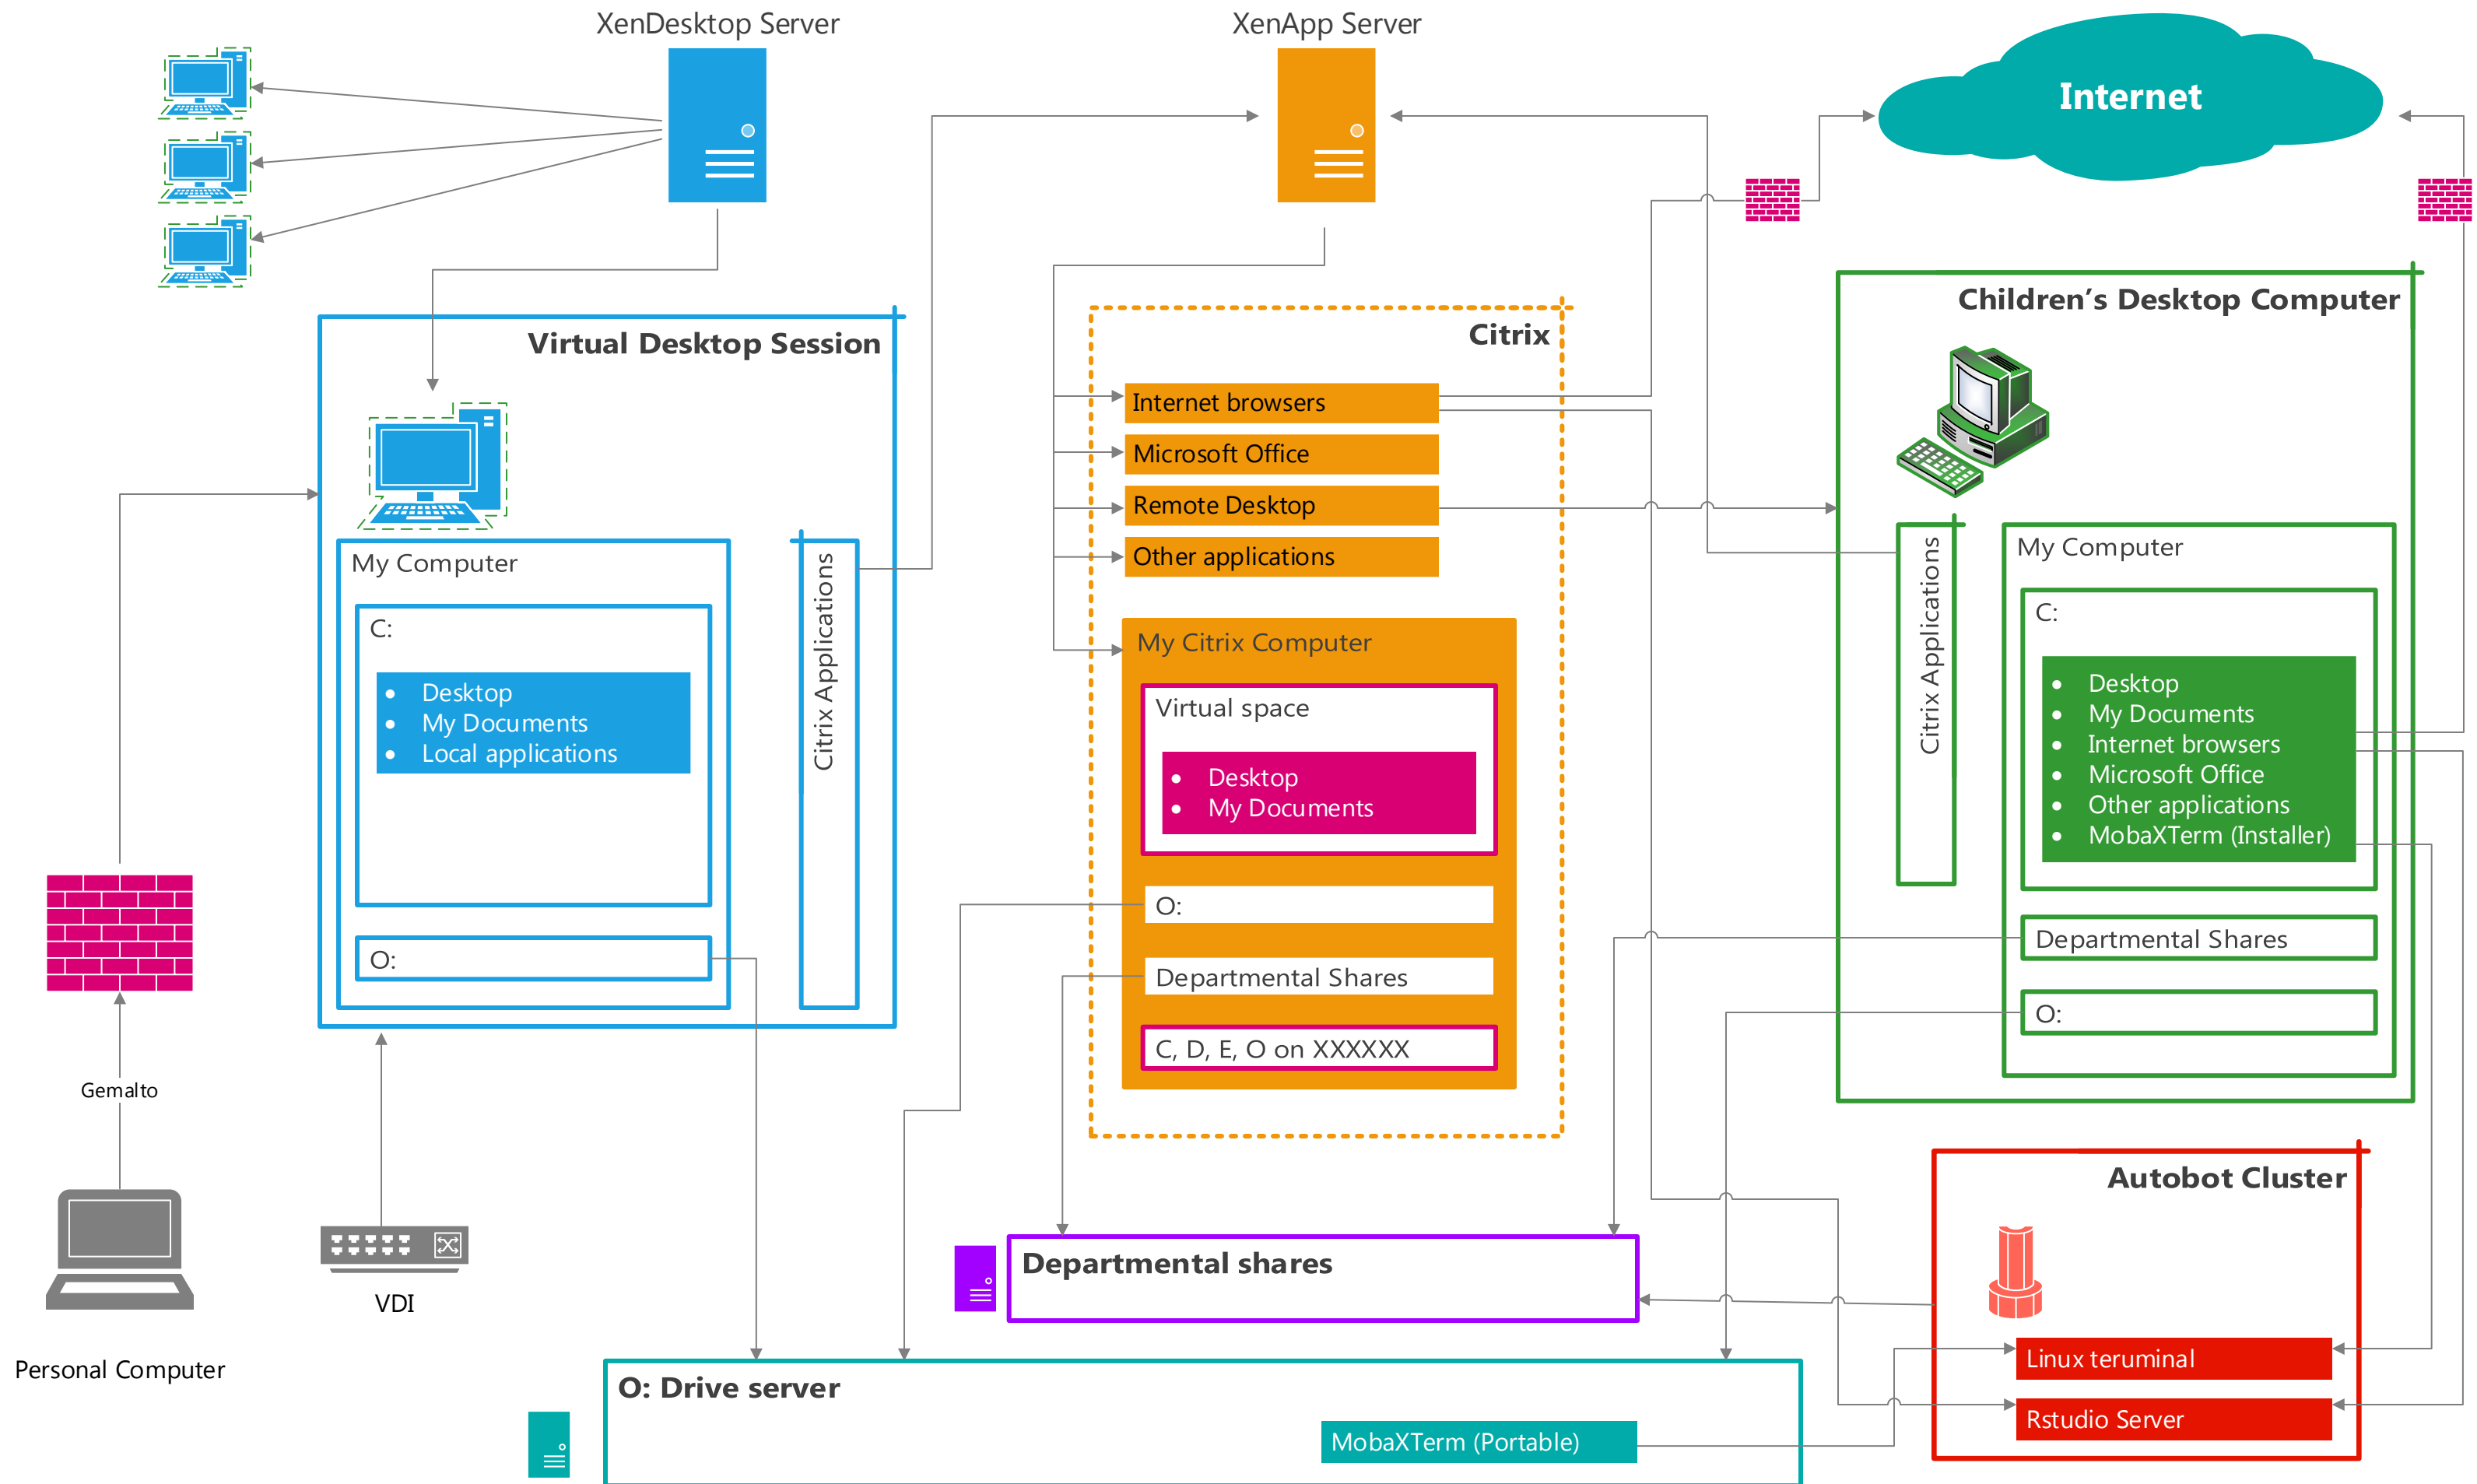 XenDesktop Server
XenApp Server
Internet
Virtual Desktop Session
My Computer
C:
Desktop
My Documents
Local applications
O:
Citrix Applications
Citrix
Internet browsers
Microsoft Office
Remote Desktop
Other applications
My Citrix Computer
Virtual space
Desktop
My Documents
O:
Departmental Shares
C, D, E, O on XXXXXX
Children’s Desktop Computer
Citrix Applications
My Computer
C:
Desktop
My Documents
Internet browsers
Microsoft Office
Other applications
MobaXTerm (Installer)
Departmental Shares
O:
Gemalto
Personal Computer
VDI
Departmental shares
O: Drive server
MobaXTerm (Portable)
Autobot Cluster
Linux teruminal
Rstudio Server